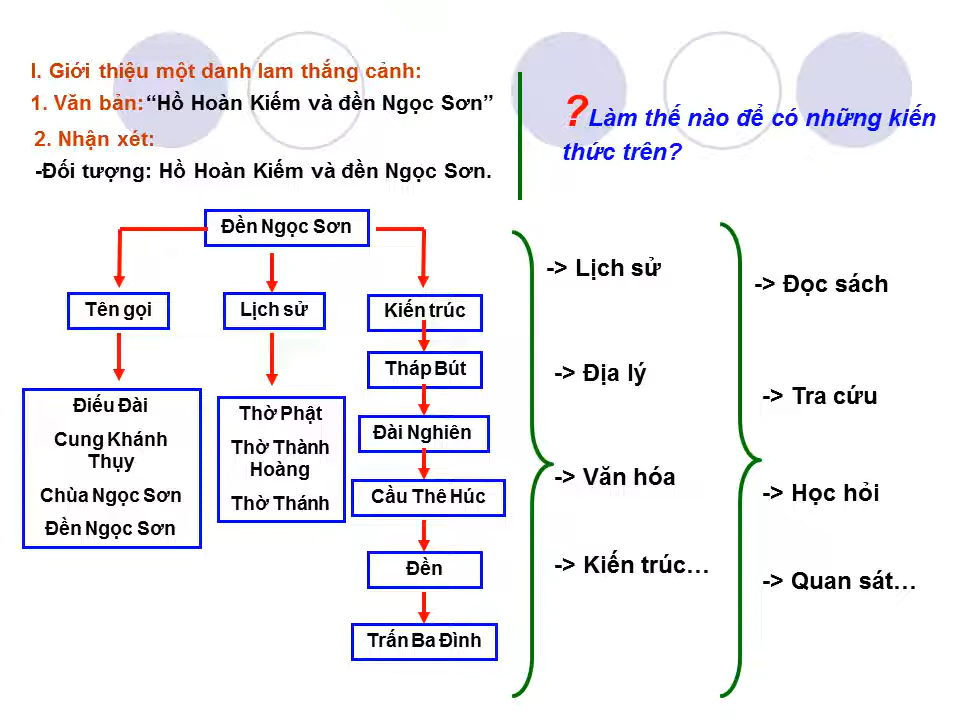 I. Giới thiệu một danh lam thắng cảnh:
1. Văn bản: “Hồ Hoàn Kiếm và đền Ngọc Sơn”
2. Nhận xét:
-Đối tượng: Hồ Hoàn Kiếm và đền Ngọc Sơn.
?Làm thế nào để có những kiến
thức trên?
Đền Ngọc Sơn
Tên gọi
Lịch sử
Kiến trúc
Điếu Đài
Cung Khánh
Thụy
Chùa Ngọc Sơn
Đền Ngọc Sơn
Thờ Phật
Thờ Thành
Hoàng
Thờ Thánh
Tháp Bút
Đài Nghiên
Cầu Thê Húc
Đền
Trấn Ba Đình
-> Lịch sử
-> Địa lý
-> Văn hóa
-> Kiến trúc…
-> Đọc sách
-> Tra cứu
-> Học hỏi
-> Quan sát…